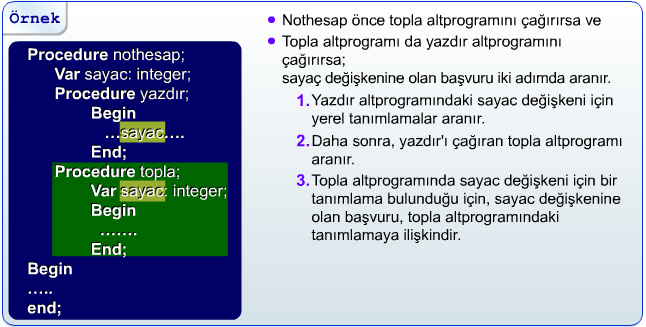 Örnek
Procedure nothesap;
Var sayac: integer;
Procedure yazdır;
Begin
...sayac....
End;
Procedure topla;
Var sayac: integer;
Begin
.......
End;
Begin
.....
end;
Nothesap önce topla altprogramını çağırırsa ve
Topla altprogramı da yazdır altprogramını
çağırırsa;
sayaç değişkenine olan başvuru iki adımda aranır.
1. Yazdır altprogramındaki sayac değişkeni için
yerel tanımlamalar aranır.
2. Daha sonra, yazdır'ı çağıran topla altprogramı
aranır.
3. Topla altprogramında sayac değişkeni için bir
tanımlama bulunduğu için, sayac değişkenine
olan başvuru, topla altprogramındaki
tanımlamaya ilişkindir.